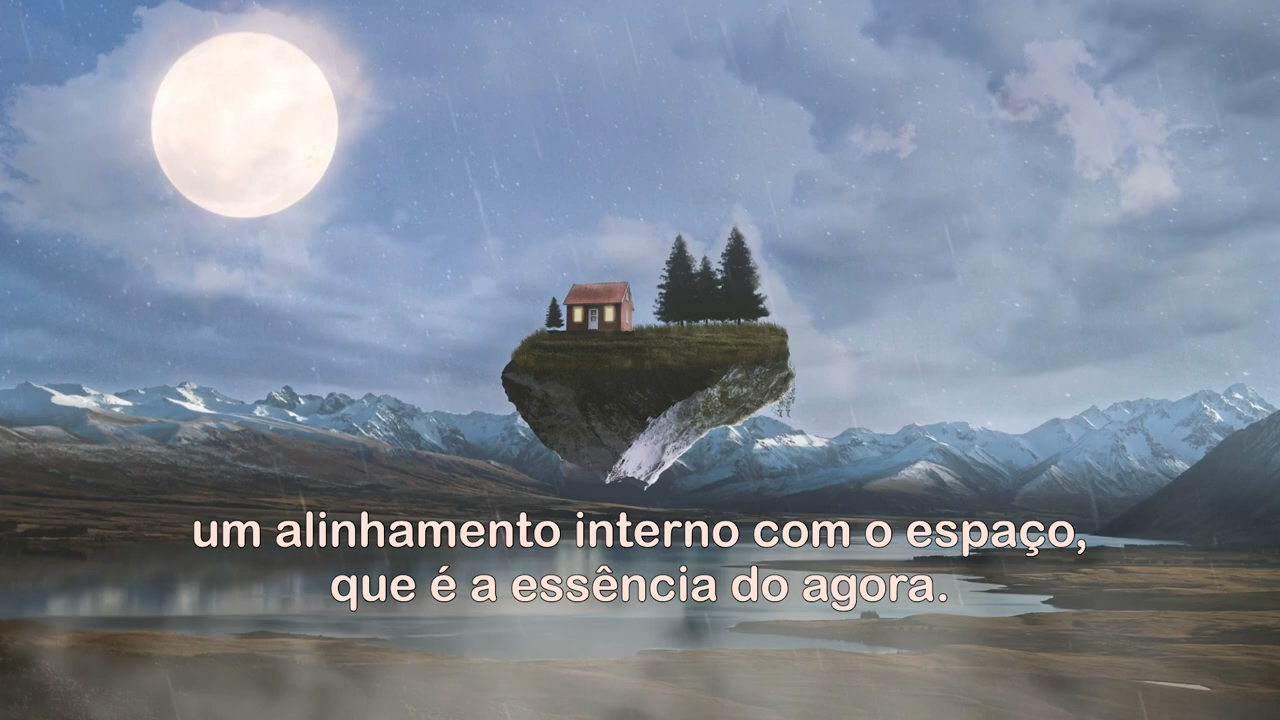 um alinhamento interno com o espaço,
que é a essência do agora.